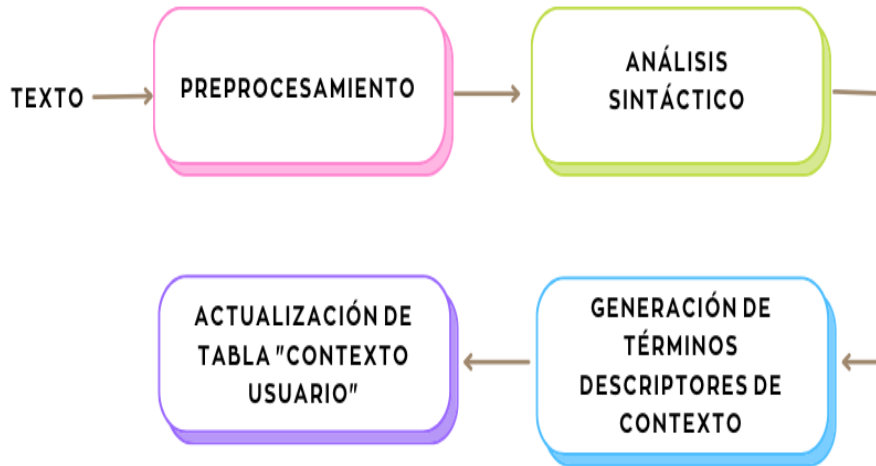 TEXTO
PREPROCESAMIENTO
ANÁLISIS
SINTÁCTICO
GENERACIÓN DE
TÉRMINOS
DESCRIPTORES DE
CONTEXTO
ACTUALIZACIÓN DE
TABLA "CONTEXTO
USUARIO"